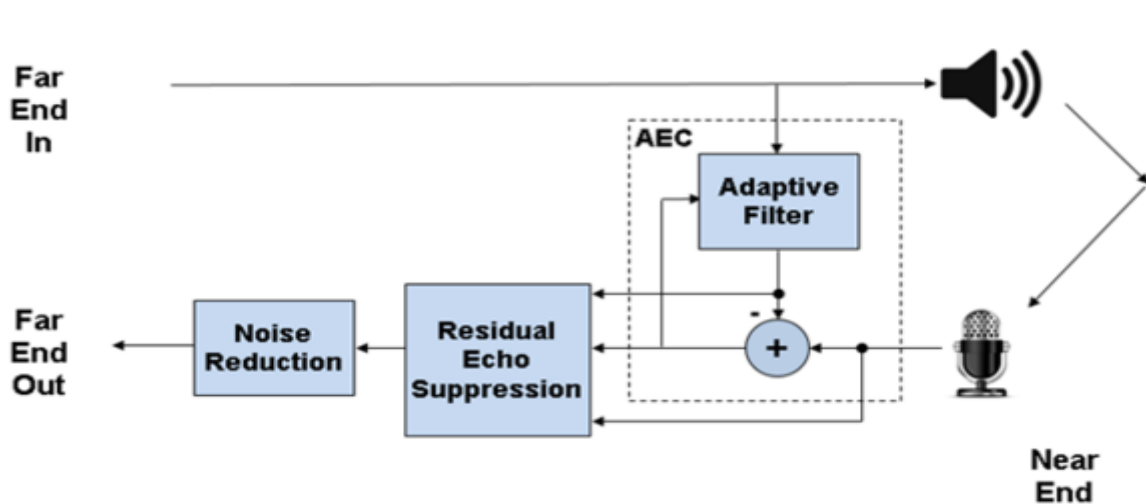 Far
End
In
AEC
Adaptive
Filter
-
+
Residual
Echo
Suppression
Noise
Reduction
Far
End
Out
Near
End